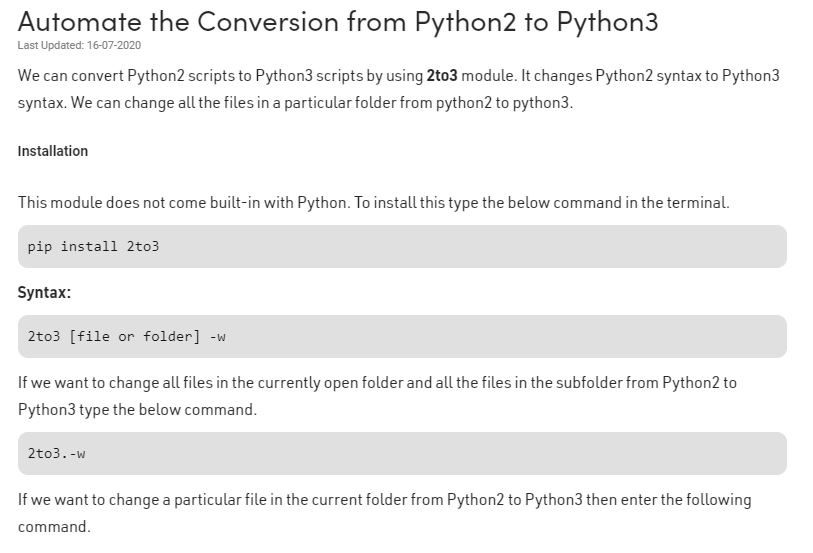 Automate the Conversion from Python2 to Python3
Last Updated: 16-07-2020
We can convert Python2 scripts to Python3 scripts by using 2to3 module. It changes Python2 syntax to Python3
syntax. We can change all the files in a particular folder from python2 to python3.
Installation
This module does not come built-in with Python. To install this type the below command in the terminal.
pip install 2to3
Syntax:
2to3 [file or folder] -w
If we want to change all files in the currently open folder and all the files in the subfolder from Python2 to
Python3 type the below command.
2to3.-w
If we want to change a particular file in the current folder from Python2 to Python3 then enter the following
command.